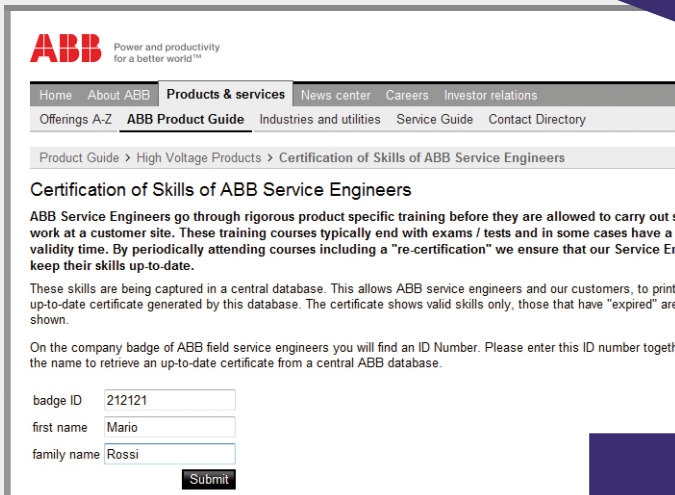 ABB
Power and productivity
for a better world™
Home About ABB Products & services News center Careers Investor relations
Offerings A-Z ABB Product Guide Industries and utilities Service Guide Contact Directory
Product Guide > High Voltage Products > Certification of Skills of ABB Service Engineers
Certification of Skills of ABB Service Engineers
ABB Service Engineers go through rigorous product specific training before they are allowed to carry out s
work at a customer site. These training courses typically end with exams / tests and in some cases have a
validity time. By periodically attending courses including a "re-certification" we ensure that our Service E
keep their skills up-to-date.
These skills are being captured in a central database. This allows ABB service engineers and our customers, to print
up-to-date certificate generated by this database. The certificate shows valid skills only, those that have "expired" are
shown.
On the company badge of ABB field service engineers you will find an ID Number. Please enter this ID number togeth
the name to retrieve an up-to-date certificate from a central ABB database.
badge ID 212121
first name Mario
family name Rossi
Submit